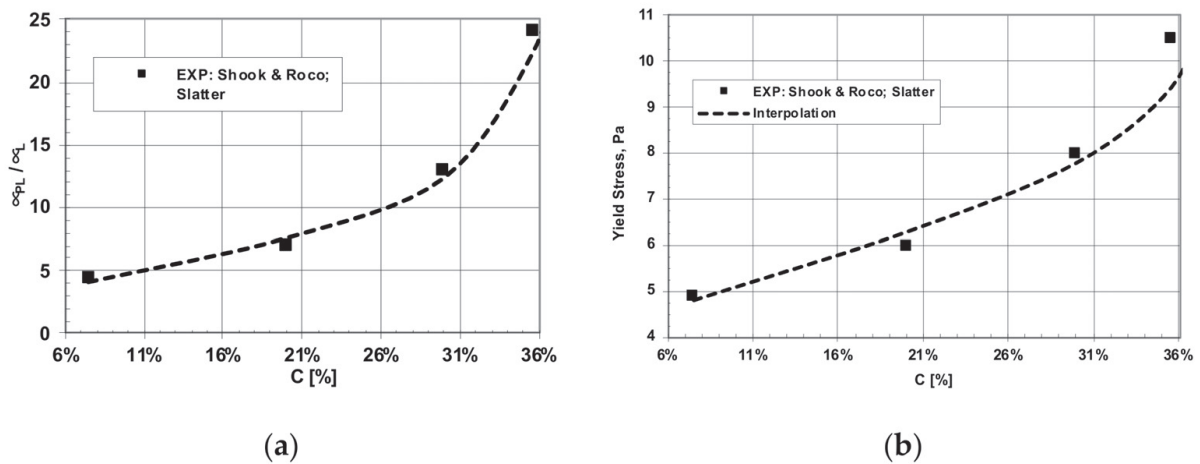 25
20
15
10
5
0
∝PL / ∝L
EXP: Shook & Roco;
Slatter
6% 11% 16% 21% 26% 31% 36%
C [%]
(a)
11
10
9
8
7
6
5
4
Yield Stress, Pa
EXP: Shook & Roco; Slatter
Interpolation
6% 11% 16% 21% 26% 31% 36%
C [%]
(b)